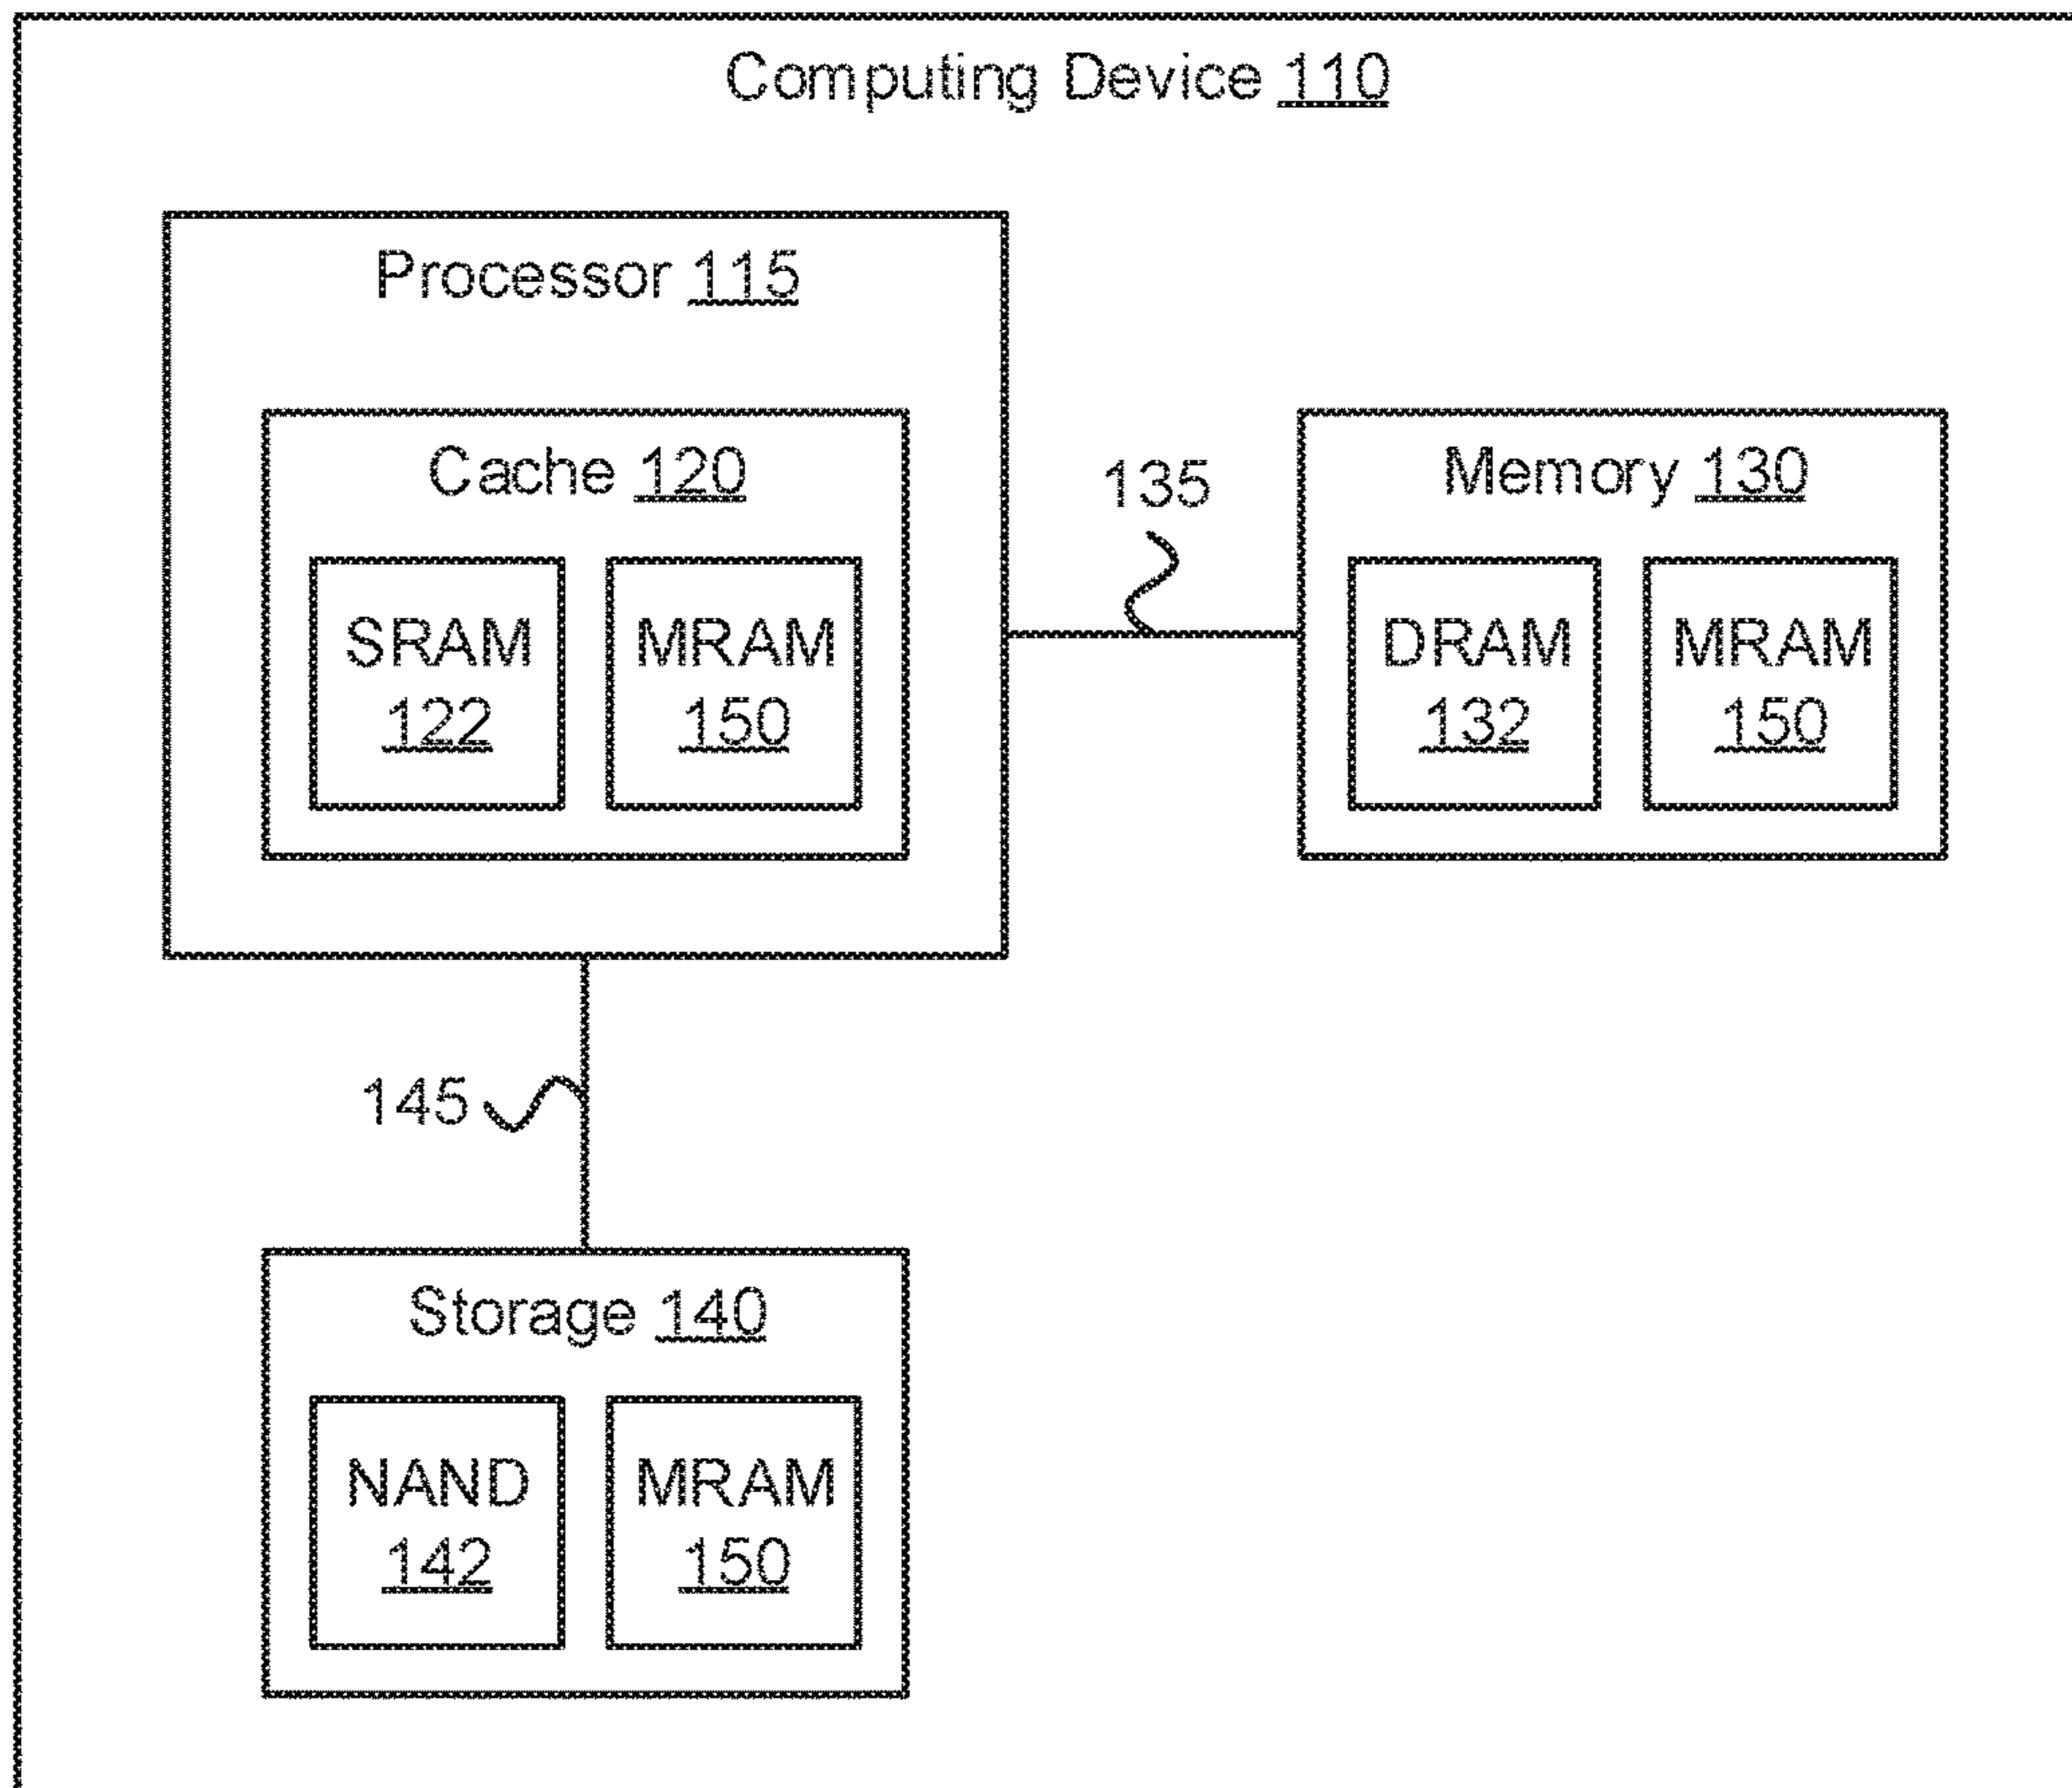 Computing Device 110
Processor 115
Cache 120
SRAM
122
MRAM
150
135
Memory 130
DRAM
132
MRAM
150
145
Storage 140
NAND
142
MRAM
150